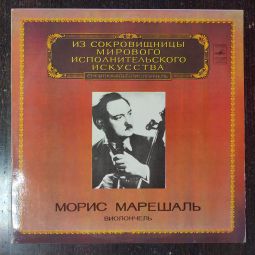 ИЗ СОКРОВИЩНИЦЫ
МИРОВОГО
ИСПОЛНИТЕЛЬСКОГО
ИСКУССТВА
МОРИС МАРЕШАЛЬ
ВИОЛОНЧЕЛЬ